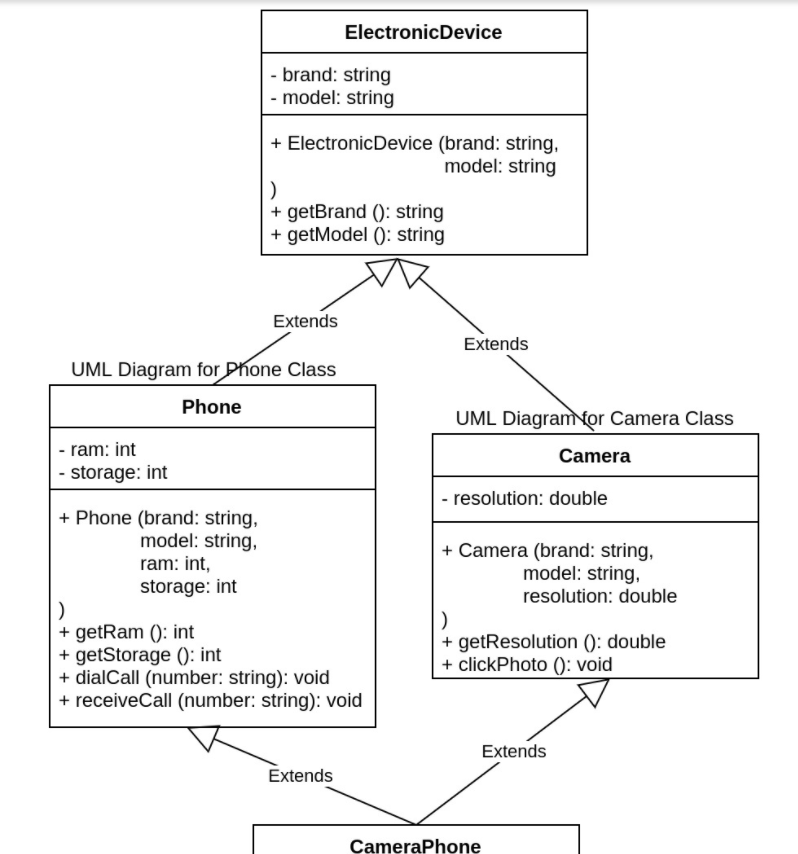 ElectronicDevice
- brand: string
- model: string
+ ElectronicDevice (brand: string,
model: string
)
+ getBrand (): string
+ getModel (): string
Extends
Extends
UML Diagram for Phone Class
Phone
- ram: int
- storage: int
+ Phone (brand: string,
model: string,
ram: int,
storage: int
)
+ getRam (): int
+ getStorage (): int
+ dialCall (number: string): void
+ receiveCall (number: string): void
UML Diagram for Camera Class
Camera
- resolution: double
+ Camera (brand: string,
model: string,
resolution: double
)
+ getResolution (): double
+ clickPhoto (): void
Extends
Extends
CameraPhone